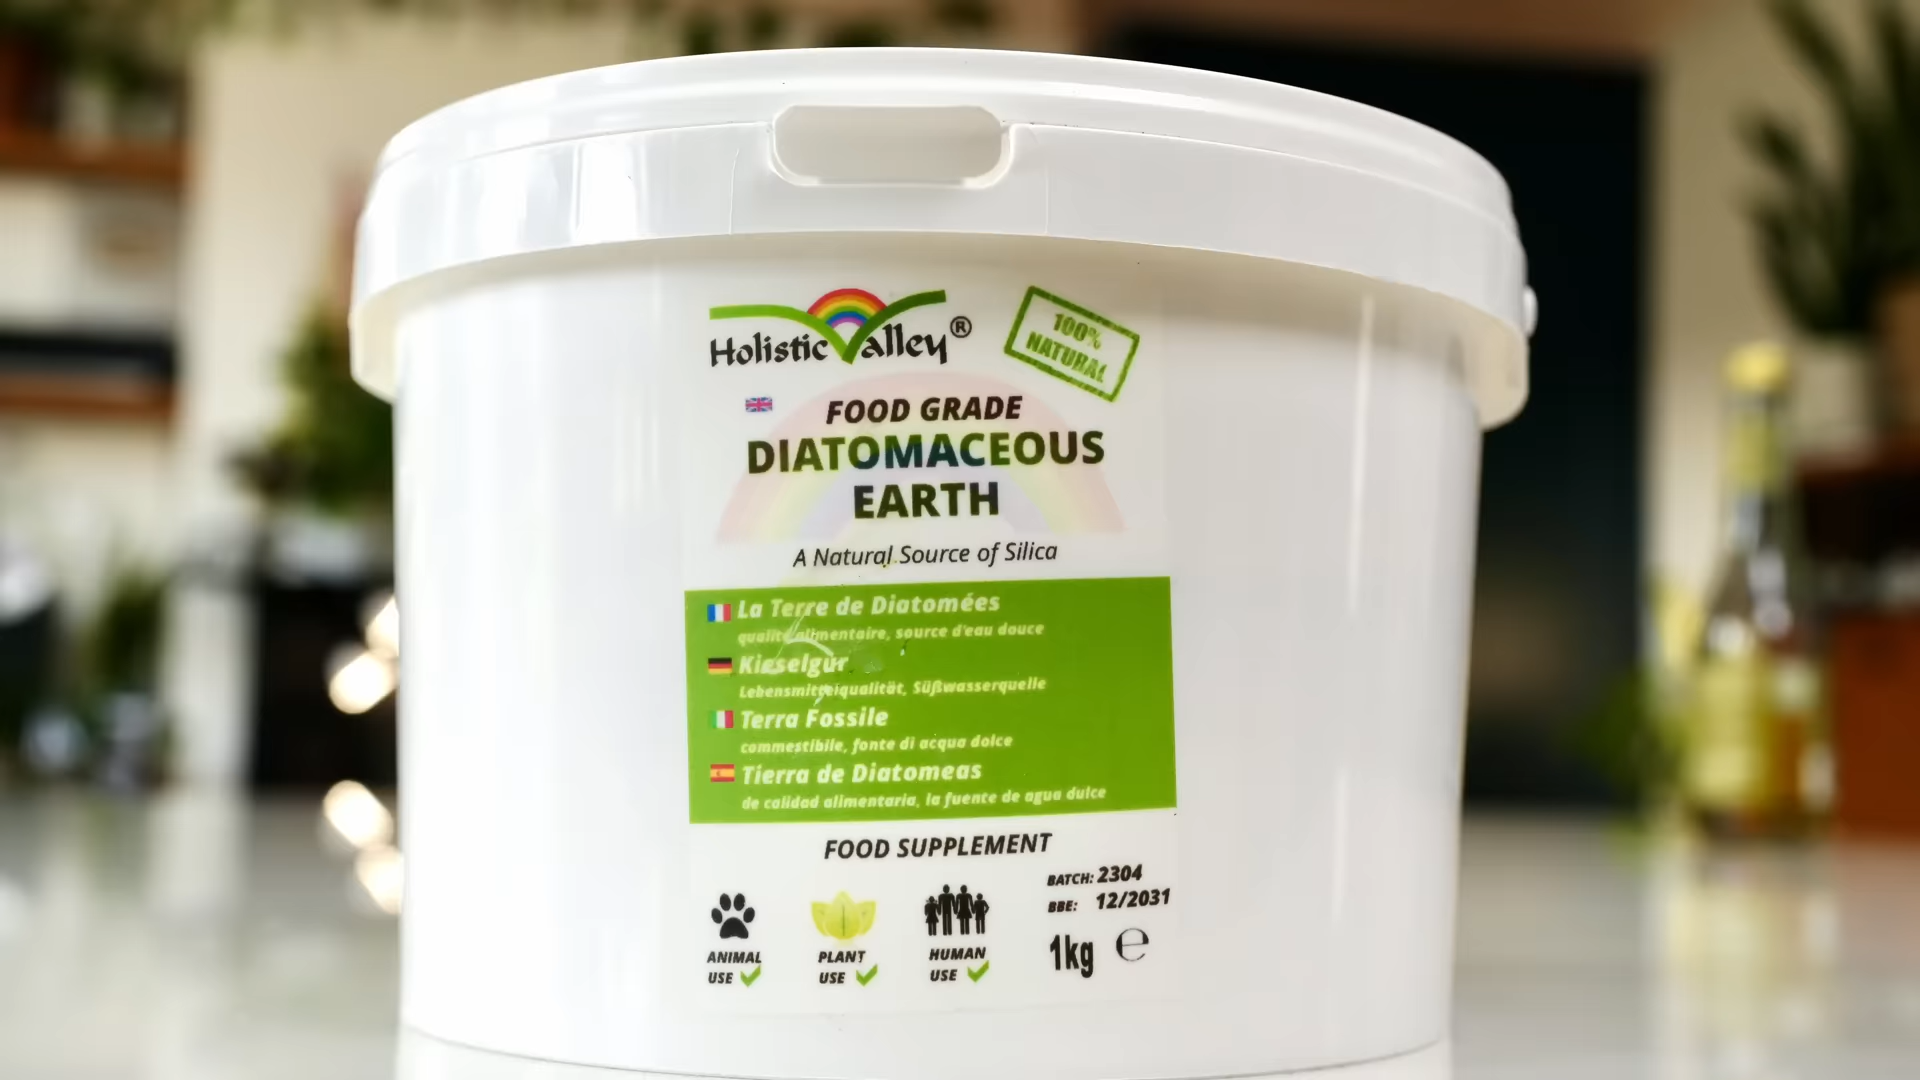 Holistic Valley®
100%
NATURAL
FOOD GRADE
DIATOMACEOUS
EARTH
A Natural Source of Silica
La Terre de Diatomées
qualité alimentaire, source d'eau douce
Kieselgur
Lebensmittelqualität, Süßwasserquelle
Terra Fossile
commestibile, fonte di acqua dolce
Tierra de Diatomeas
de calidad alimentaria, la fuente de agua dulce
FOOD SUPPLEMENT
BATCH: 2304
BBE: 12/2031
1kg ℮
ANIMAL
USE
PLANT
USE
HUMAN
USE